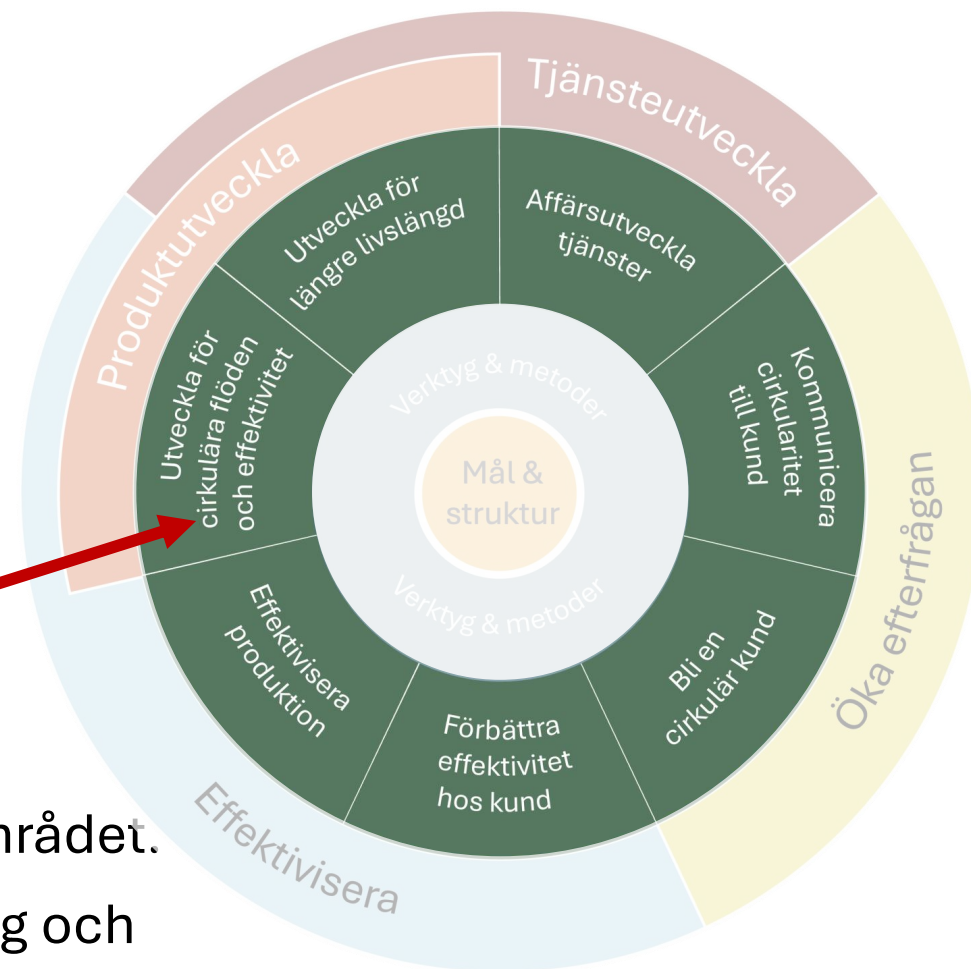 Tjänsteutveckla
Produktutveckla
Utveckla för
längre livslängd
Affärsutveckla
tjänster
Utveckla för
cirkulära flöden
och effektivitet
Verktyg & metoder
Kommunicera
cirkularitet
till kund
Mål &
struktur
Öka efterfrågan
Verktyg & metoder
Effektivisera
produktion
Bli en
cirkulär kund
Förbättra
effektivitet
hos kund
Effektivisera
och